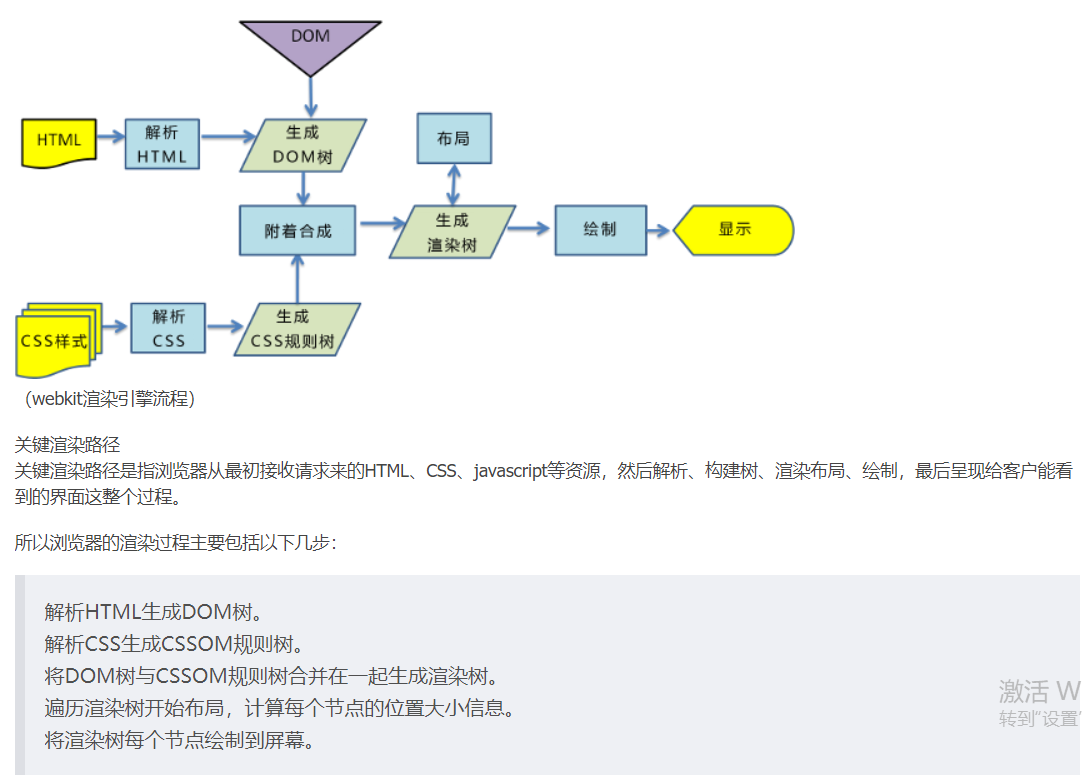 DOM
HTML
解析
HTML
生成
DOM树
布局
附着合成
生成
渲染树
绘制
显示
CSS样式
解析
CSS
生成
CSS规则树
（webkit渲染引擎流程）
关键渲染路径
关键渲染路径是指浏览器从最初接收请求来的HTML、CSS、javascript等资源，然后解析、构建树、渲染布局、绘制，最后呈现给客户能看
到的界面这整个过程。
所以浏览器的渲染过程主要包括以下几步：
解析HTML生成DOM树。
解析CSS生成CSSOM规则树。
将DOM树与CSSOM规则树合并在一起生成渲染树。
遍历渲染树开始布局，计算每个节点的位置大小信息。
将渲染树每个节点绘制到屏幕。
激活 W
转到"设置"